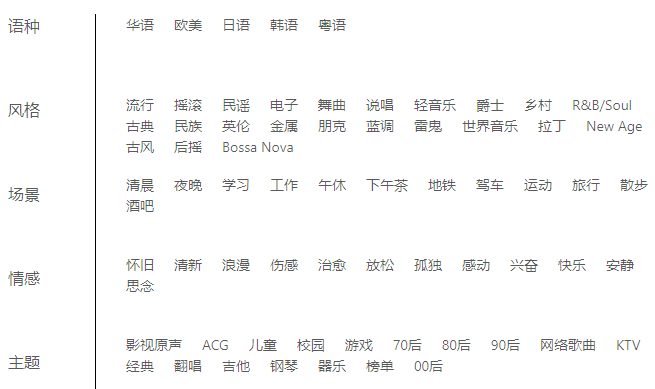 语种 华语 欧美 日语 韩语 粤语
风格 流行 摇滚 民谣 电子 舞曲 说唱 轻音乐 爵士 乡村 R&B/Soul
古典 民族 英伦 金属 朋克 蓝调 雷鬼 世界音乐 拉丁 New Age
古风 后摇 Bossa Nova
场景 清晨 夜晚 学习 工作 午休 下午茶 地铁 驾车 运动 旅行 散步
酒吧
情感 怀旧 清新 浪漫 伤感 治愈 放松 孤独 感动 兴奋 快乐 安静
思念
主题 影视原声 ACG 儿童 校园 游戏 70后 80后 90后 网络歌曲 KTV
经典 翻唱 吉他 钢琴 器乐 榜单 00后